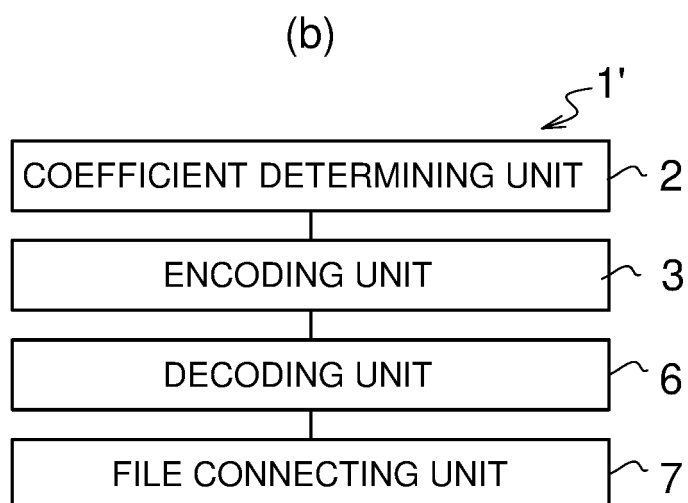 (b)
1'
COEFFICIENT DETERMINING UNIT 2
ENCODING UNIT 3
DECODING UNIT 6
FILE CONNECTING UNIT 7